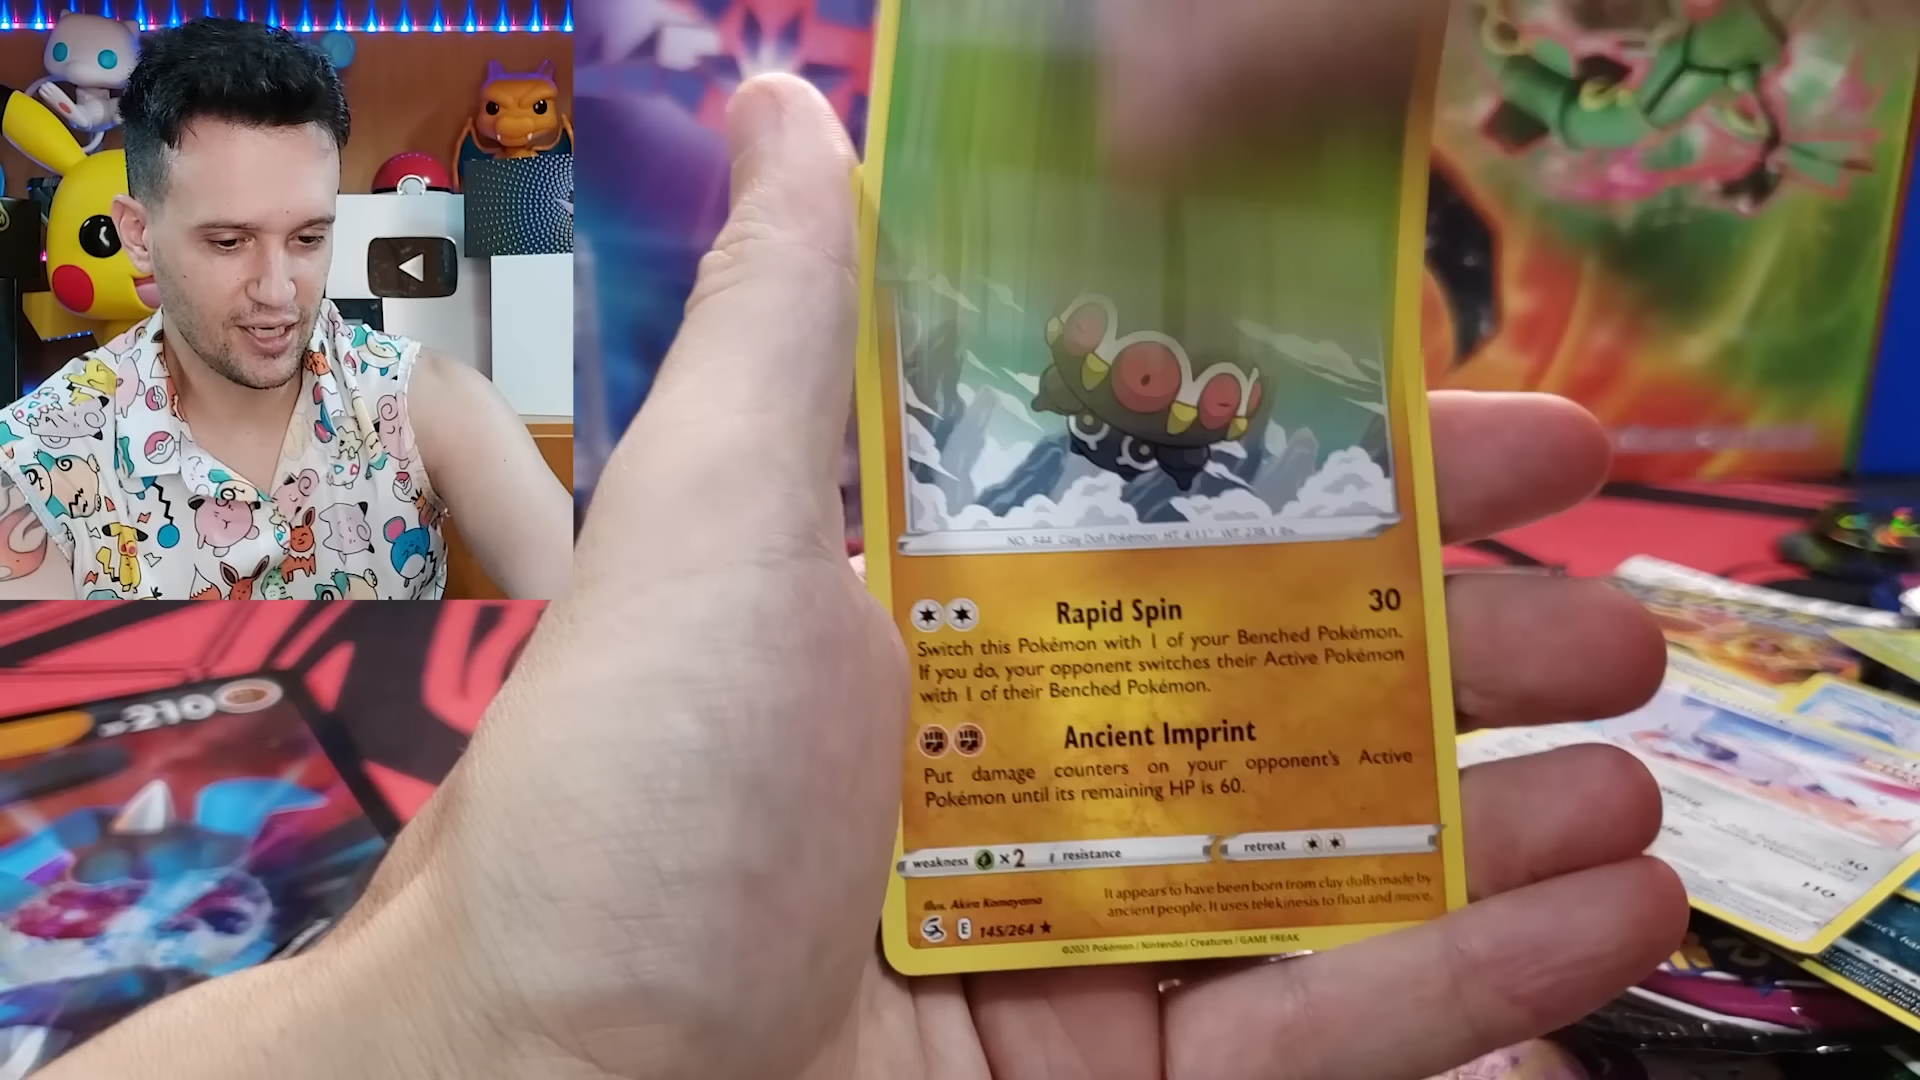 NO. 344 Clay Doll Pokémon HT: 4'11" WT: 238.1 lbs.
Rapid Spin 30
Switch this Pokémon with 1 of your Benched Pokémon.
If you do, your opponent switches their Active Pokémon
with 1 of their Benched Pokémon.
Ancient Imprint
Put damage counters on your opponent's Active
Pokémon until its remaining HP is 60.
weakness ×2 resistance retreat
Illus. Akira Komayama
It appears to have been born from clay dolls made by
ancient people. It uses telekinesis to float and move.
E 145/264 ★
©2021 Pokémon / Nintendo / Creatures / GAME FREAK
210
30
110